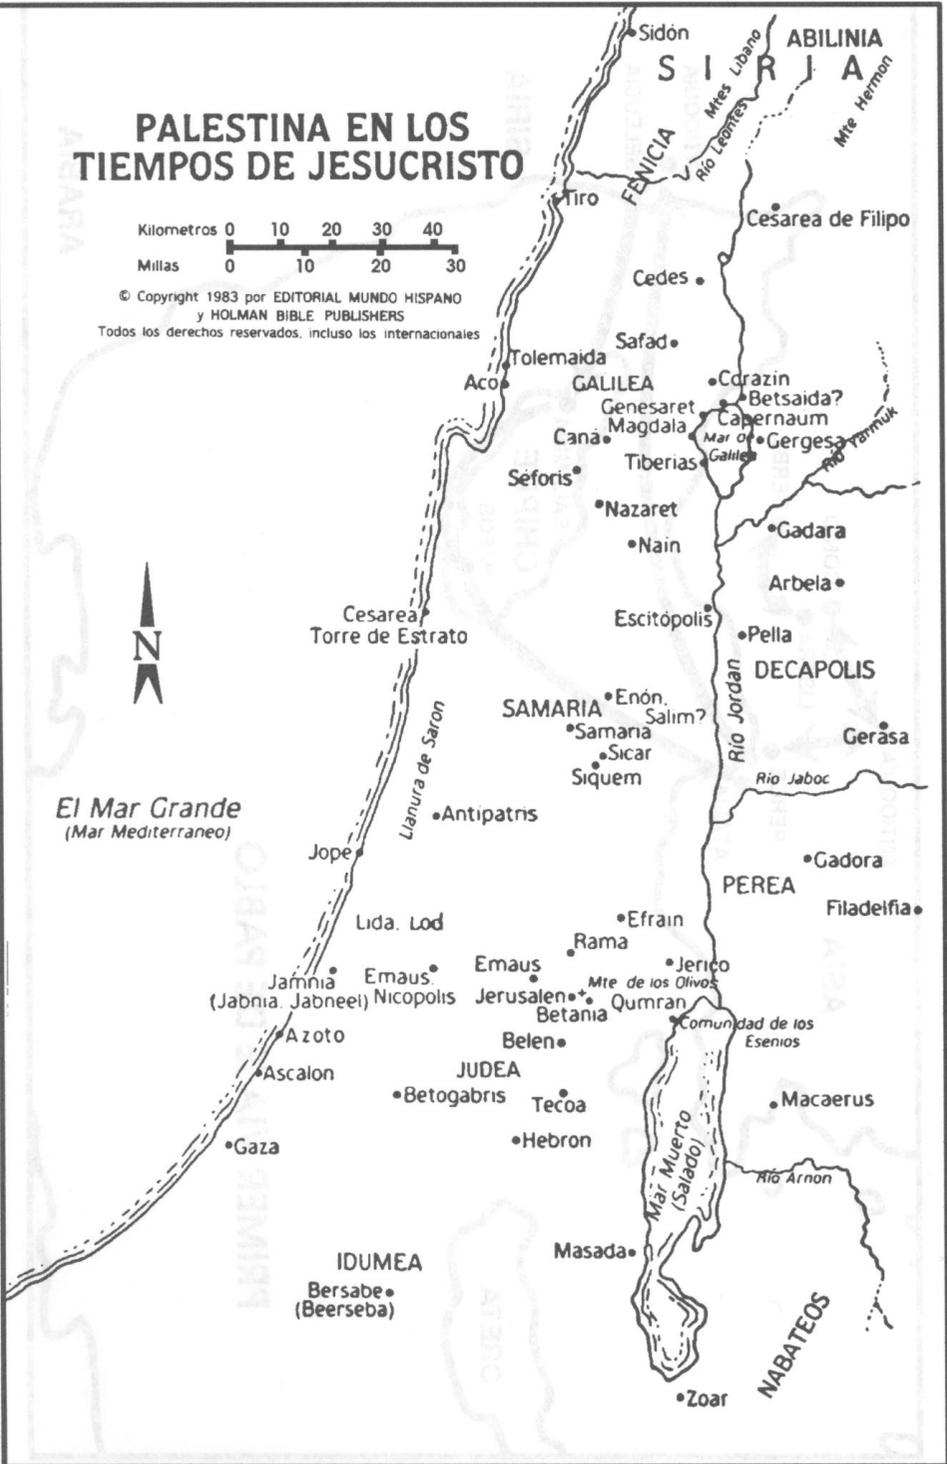 Sidón
ABILINIA
SIRIA
Mtes Líbano
Mte Hermon
Río Leontes
FENICIA
PALESTINA EN LOS
TIEMPOS DE JESUCRISTO
Tiro
Cesarea de Filipo
Kilometros 0 10 20 30 40
Millas 0 10 20 30
© Copyright 1983 por EDITORIAL MUNDO HISPANO
y HOLMAN BIBLE PUBLISHERS
Todos los derechos reservados, incluso los internacionales
Cedes
Safad
Tolemaida
Aco
GALILEA
Corazin
Betsaida?
Genesaret
Capernaum
Magdala
Caná
Mar De
Galilea
Gergesa
Río Yarmuk
Tiberias
Séforis
Nazaret
Gadara
Nain
Arbela
Cesarea
Torre de Estrato
Escitópolis
Pella
N
DECAPOLIS
Río Jordan
Enón,
Salim?
SAMARIA
Samaria
Gerasa
Sicar
Siquem
Río Jaboc
Llanura de Saron
El Mar Grande
(Mar Mediterraneo)
Antipatris
Jope
Gadora
PEREA
Filadelfia
Efrain
Lida, Lod
Rama
Emaus
Jerico
Jamnia
(Jabnia, Jabneel)
Emaus,
Nicopolis
Mte de los Olivos
Jerusalen
Betania
Qumran
Comunidad de los
Esenios
Azoto
Belen
Ascalon
JUDEA
Betogabris
Tecoa
Macaerus
Gaza
Hebron
Mar Muerto
(Salado)
Río Arnon
Masada
IDUMEA
Bersabe
(Beerseba)
NABATEOS
Zoar